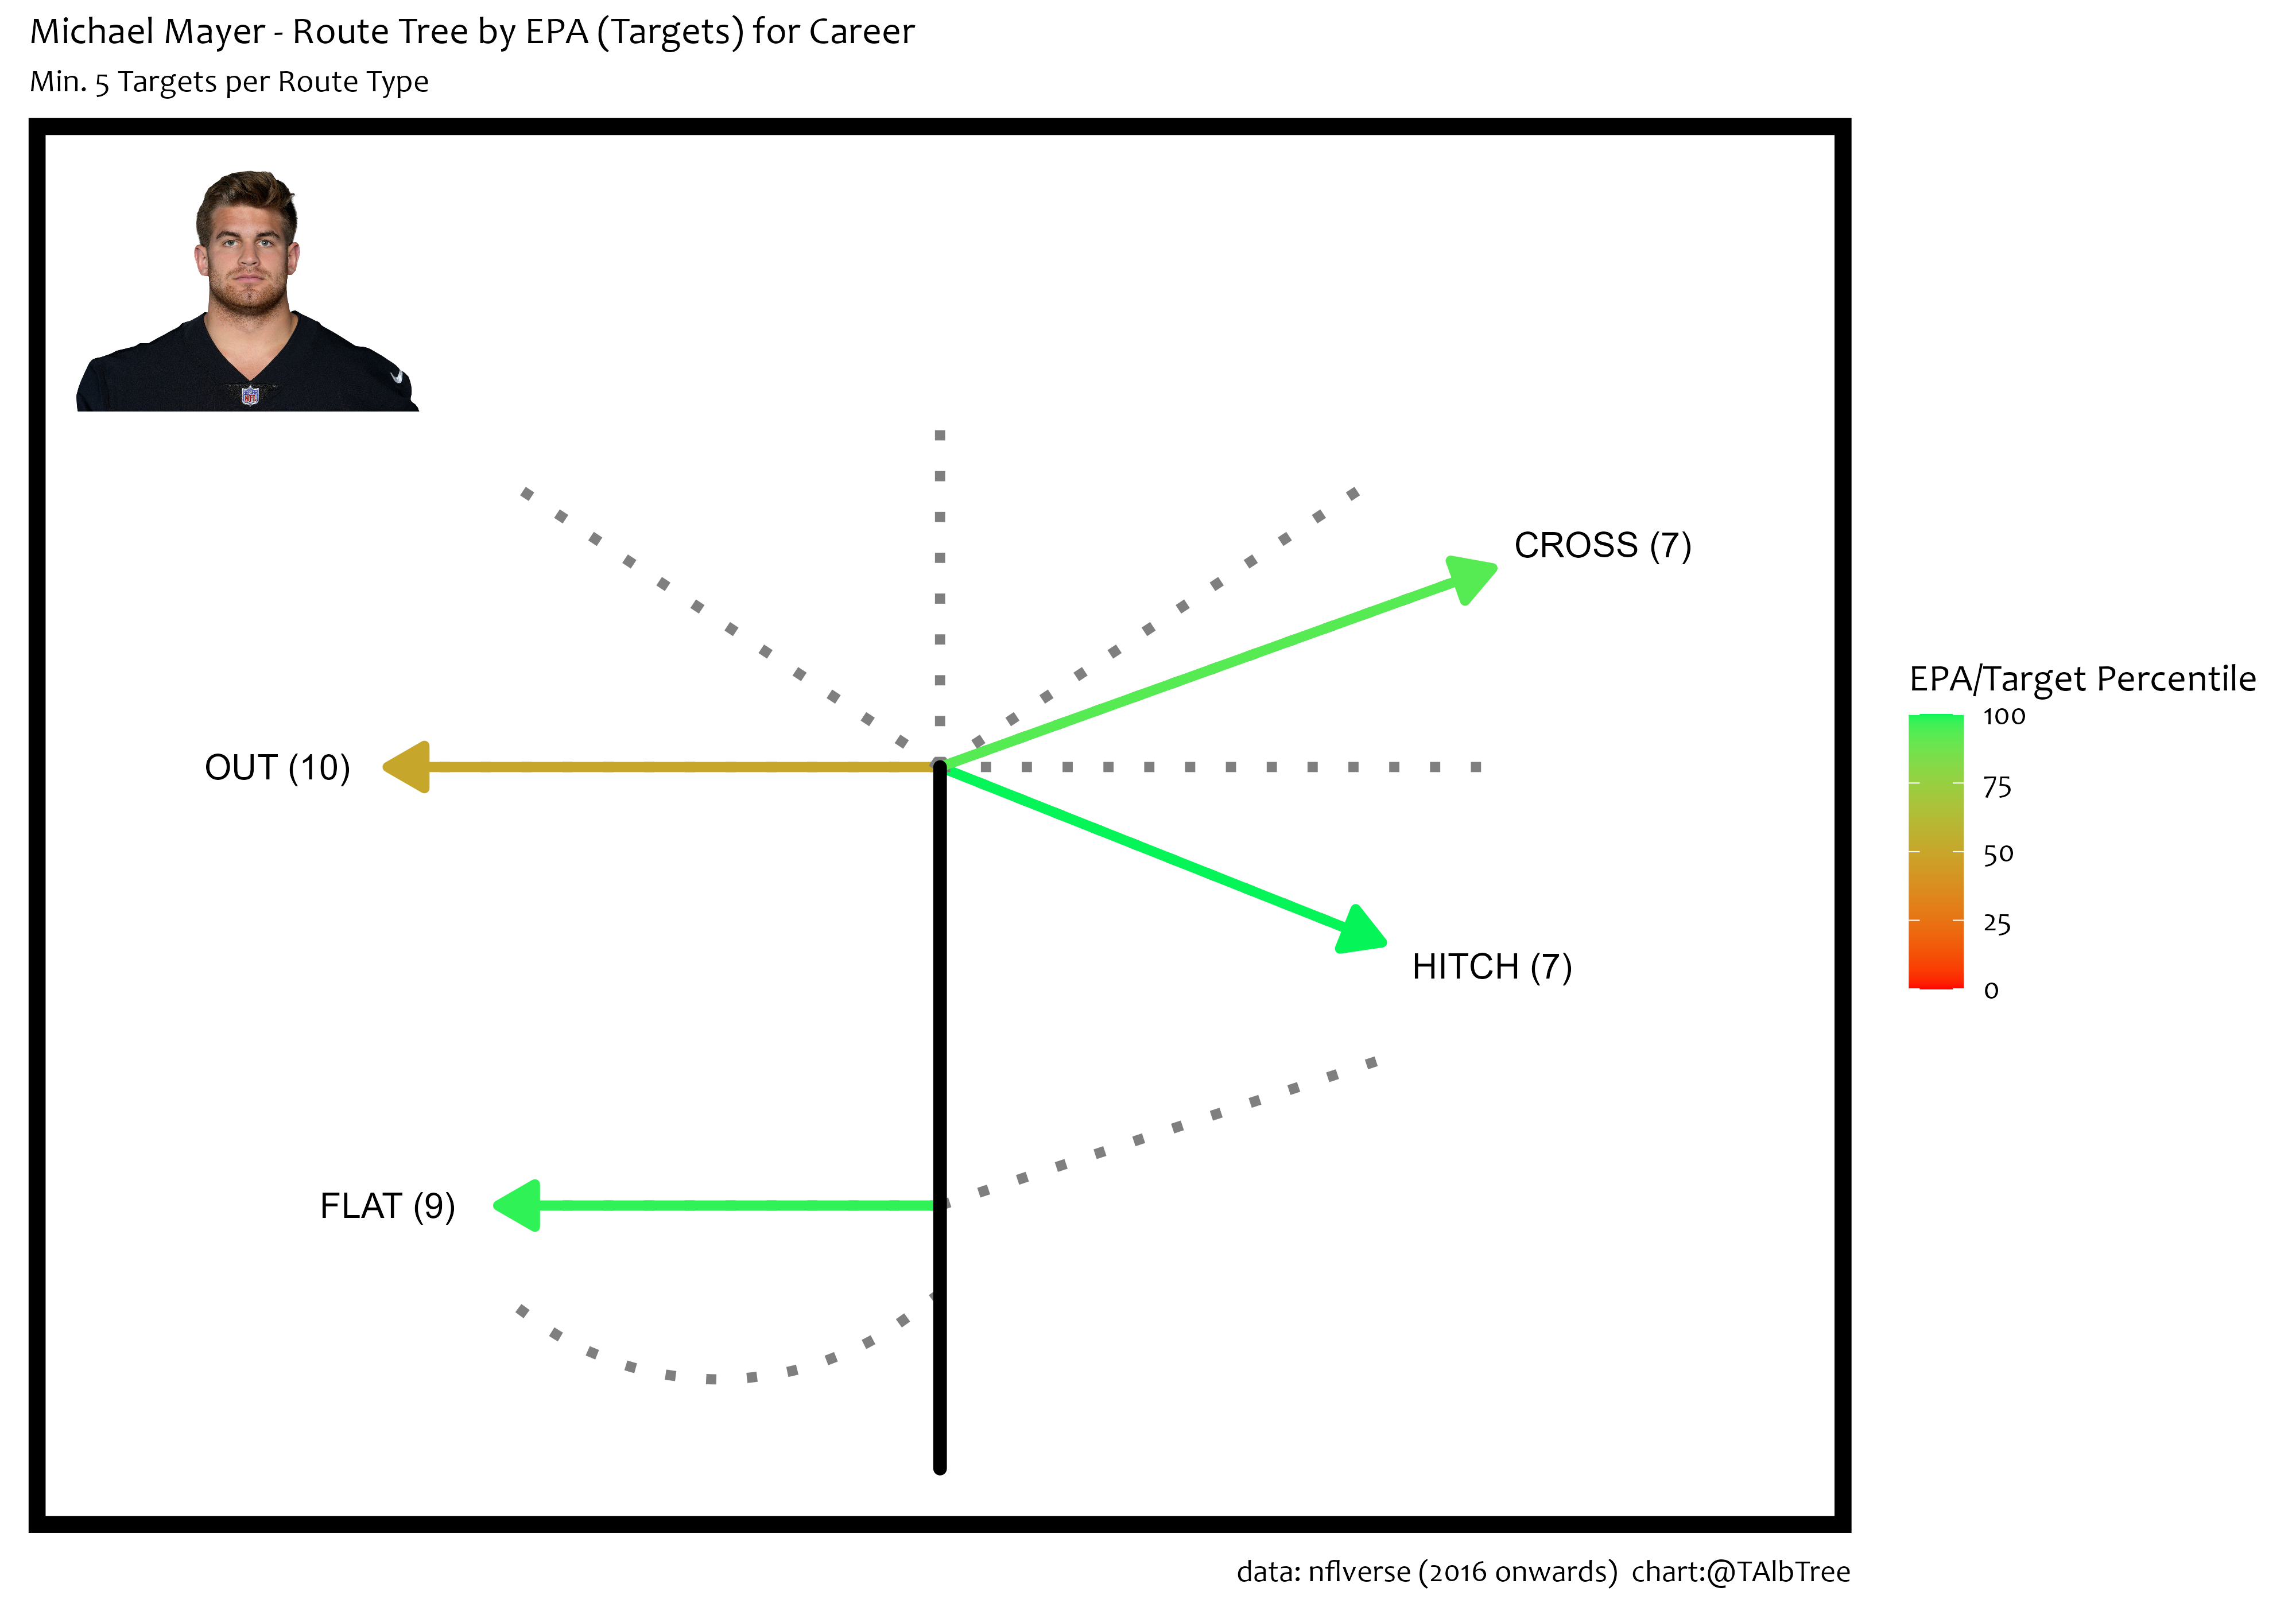 Michael Mayer - Route Tree by EPA (Targets) for Career
Min. 5 Targets per Route Type
NFL
CROSS (7)
EPA/Target Percentile
100
75
50
25
0
OUT (10)
HITCH (7)
FLAT (9)
data: nflverse (2016 onwards) chart:@TAlbTree